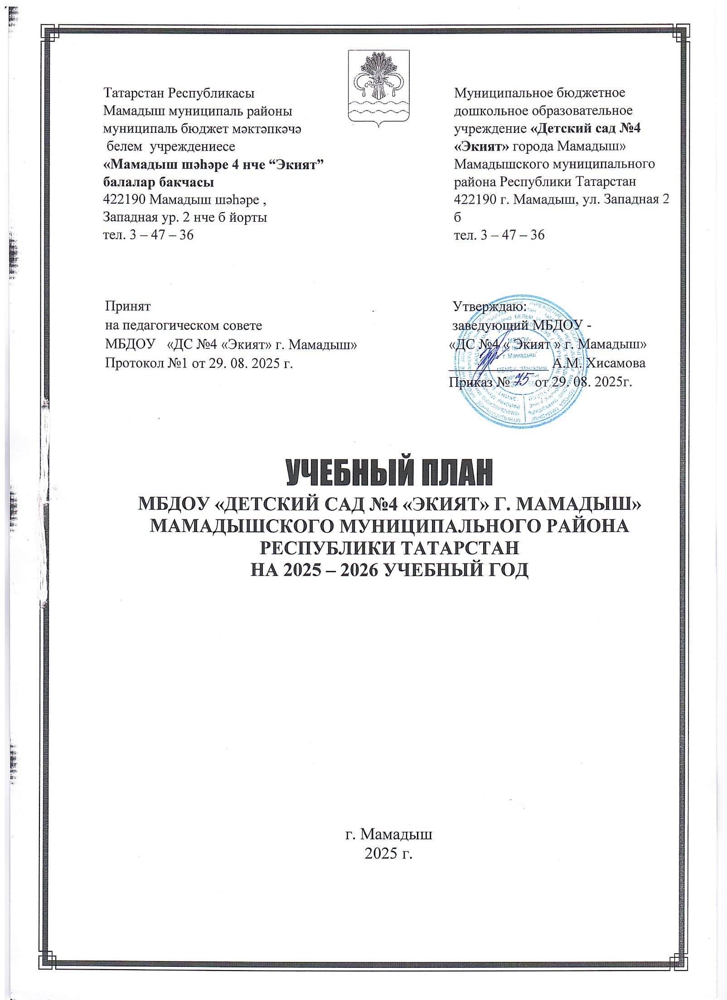 Татарстан Республикасы
Мамадыш муниципаль районы
муниципаль бюджет мәктәпкәчә
белем  учреждениесе
«Мамадыш шәһәре 4 нче “Экият”
балалар бакчасы
422190 Мамадыш шәһәре ,
Западная ур. 2 нче б йорты
тел. 3 – 47 – 36
Муниципальное бюджетное
дошкольное образовательное
учреждение «Детский сад №4
«Экият» города Мамадыш»
Мамадышского муниципального
района Республики Татарстан
422190 г. Мамадыш, ул. Западная 2
б
тел. 3 – 47 – 36
Принят
на педагогическом совете
МБДОУ   «ДС №4 «Экият» г. Мамадыш»
Протокол №1 от 29. 08. 2025 г.
Утверждаю:
заведующий МБДОУ -
«ДС №4 « Экият » г. Мамадыш»
______________ А.М. Хисамова
Приказ № 75 от 29. 08. 2025г.
МБДОУ
г. Мамадыш"
УЧЕБНЫЙ ПЛАН
МБДОУ «ДЕТСКИЙ САД №4 «ЭКИЯТ» Г. МАМАДЫШ»
МАМАДЫШСКОГО МУНИЦИПАЛЬНОГО РАЙОНА
РЕСПУБЛИКИ ТАТАРСТАН
НА 2025 – 2026 УЧЕБНЫЙ ГОД
г. Мамадыш
2025 г.